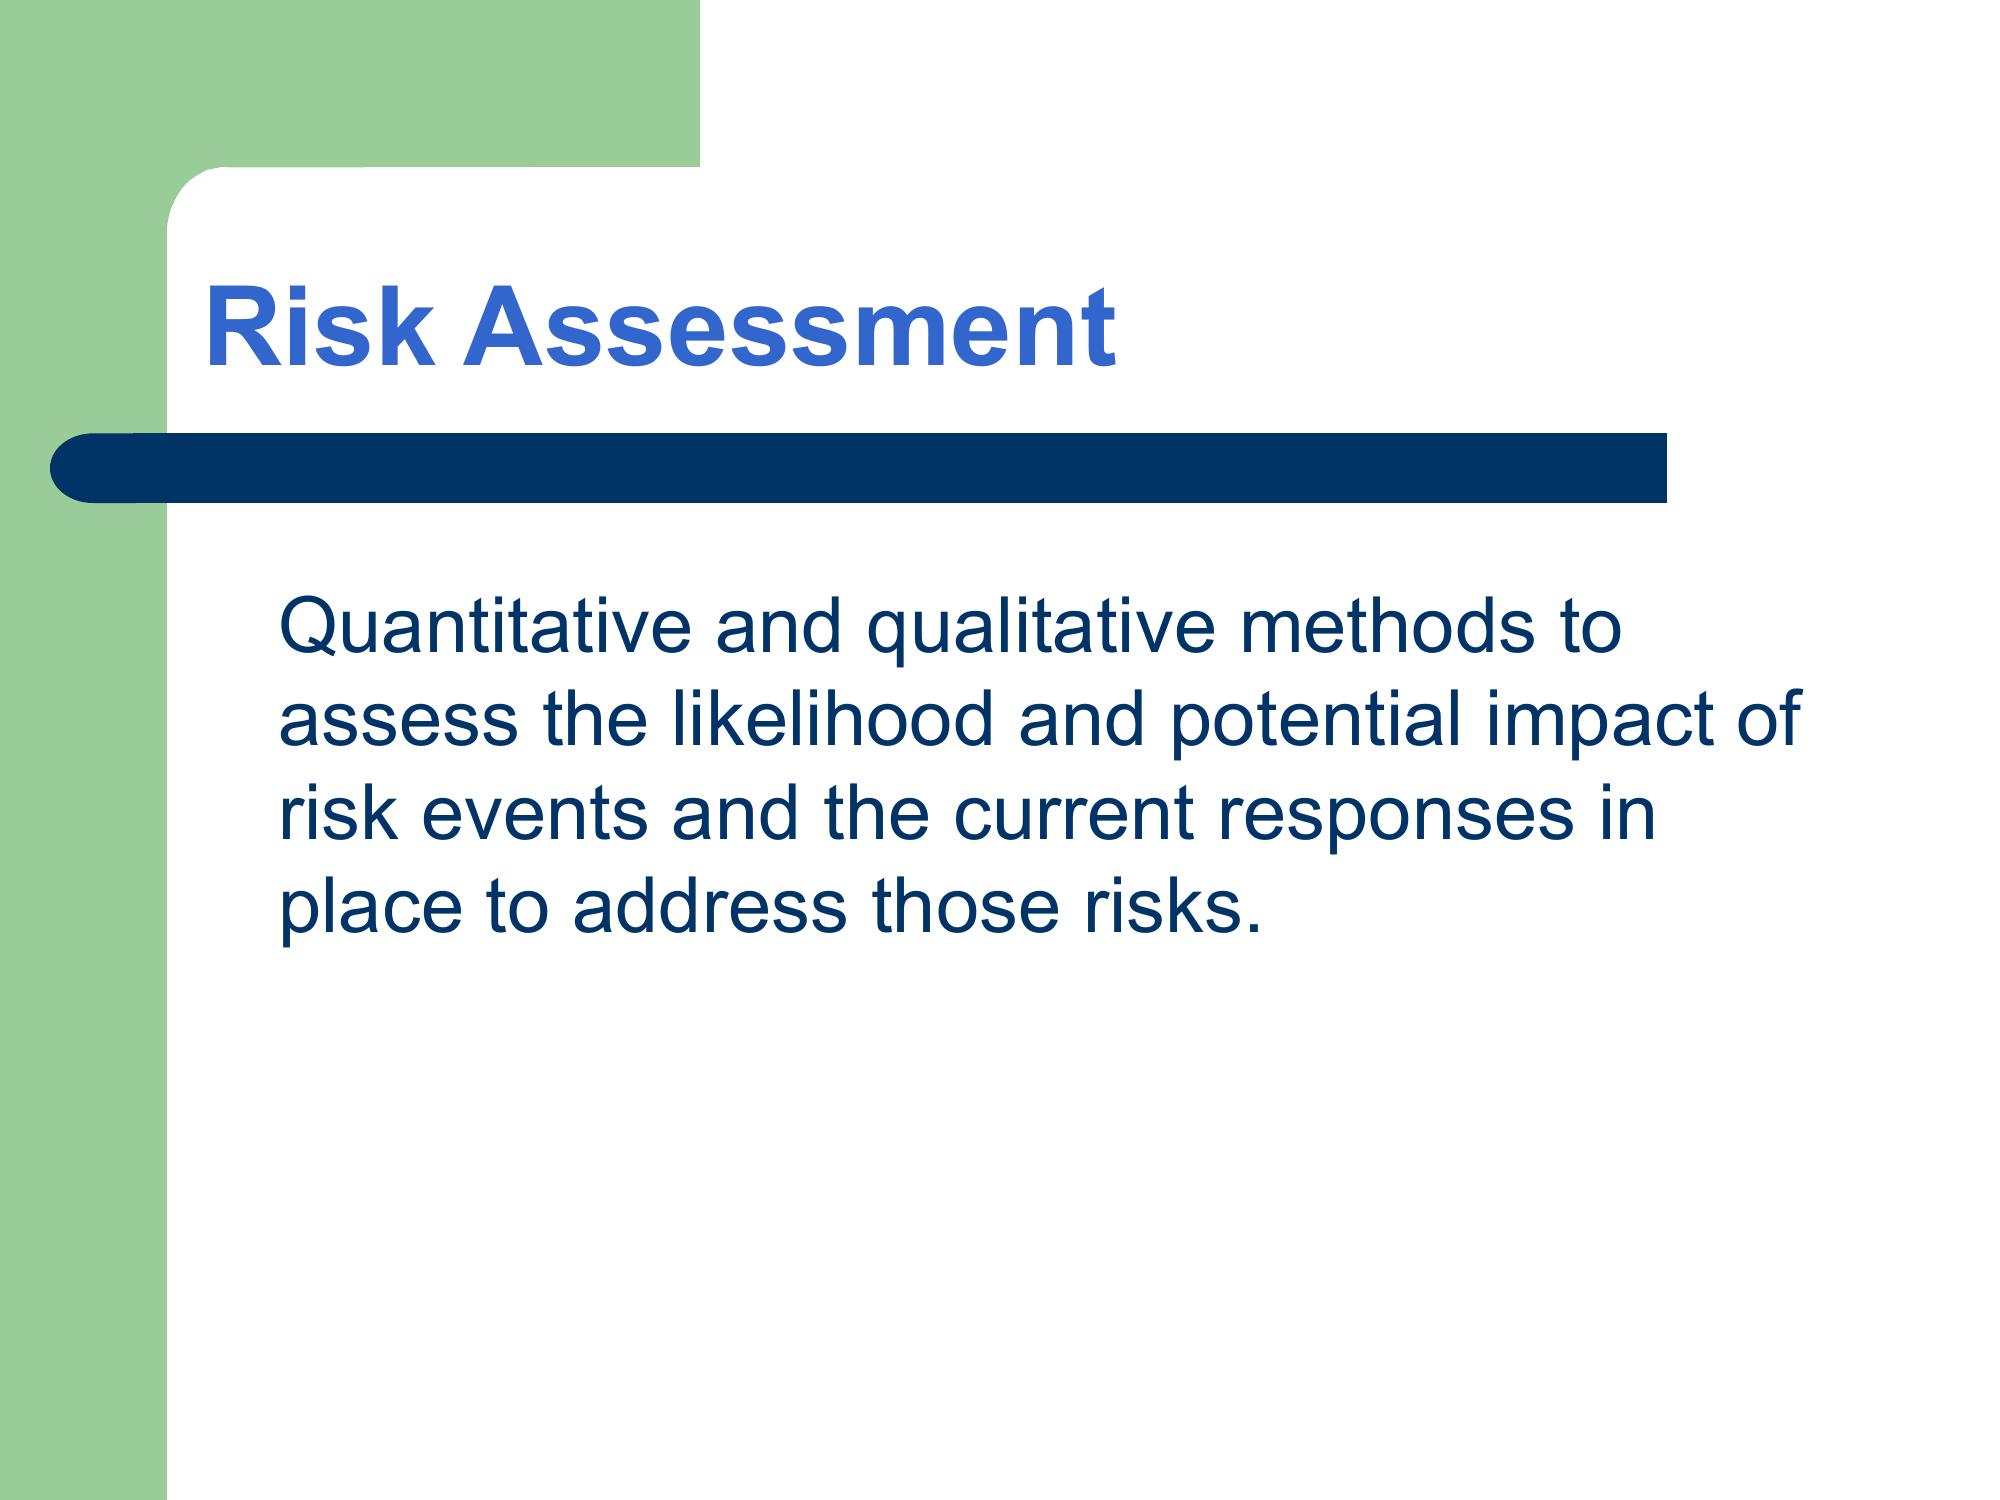 Risk Assessment
Quantitative and qualitative methods to
assess the likelihood and potential impact of
risk events and the current responses in
place to address those risks.